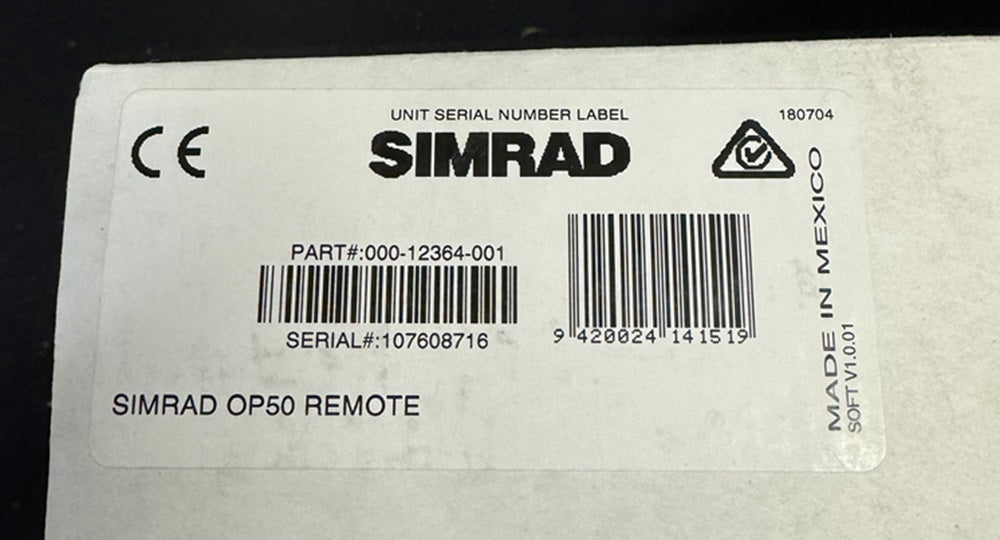 UNIT SERIAL NUMBER LABEL
180704
CE
SIMRAD
PART#:000-12364-001
SERIAL#:107608716
9 420024 141519
SIMRAD OP50 REMOTE
MADE IN MEXICO
SOFT V1.0.01